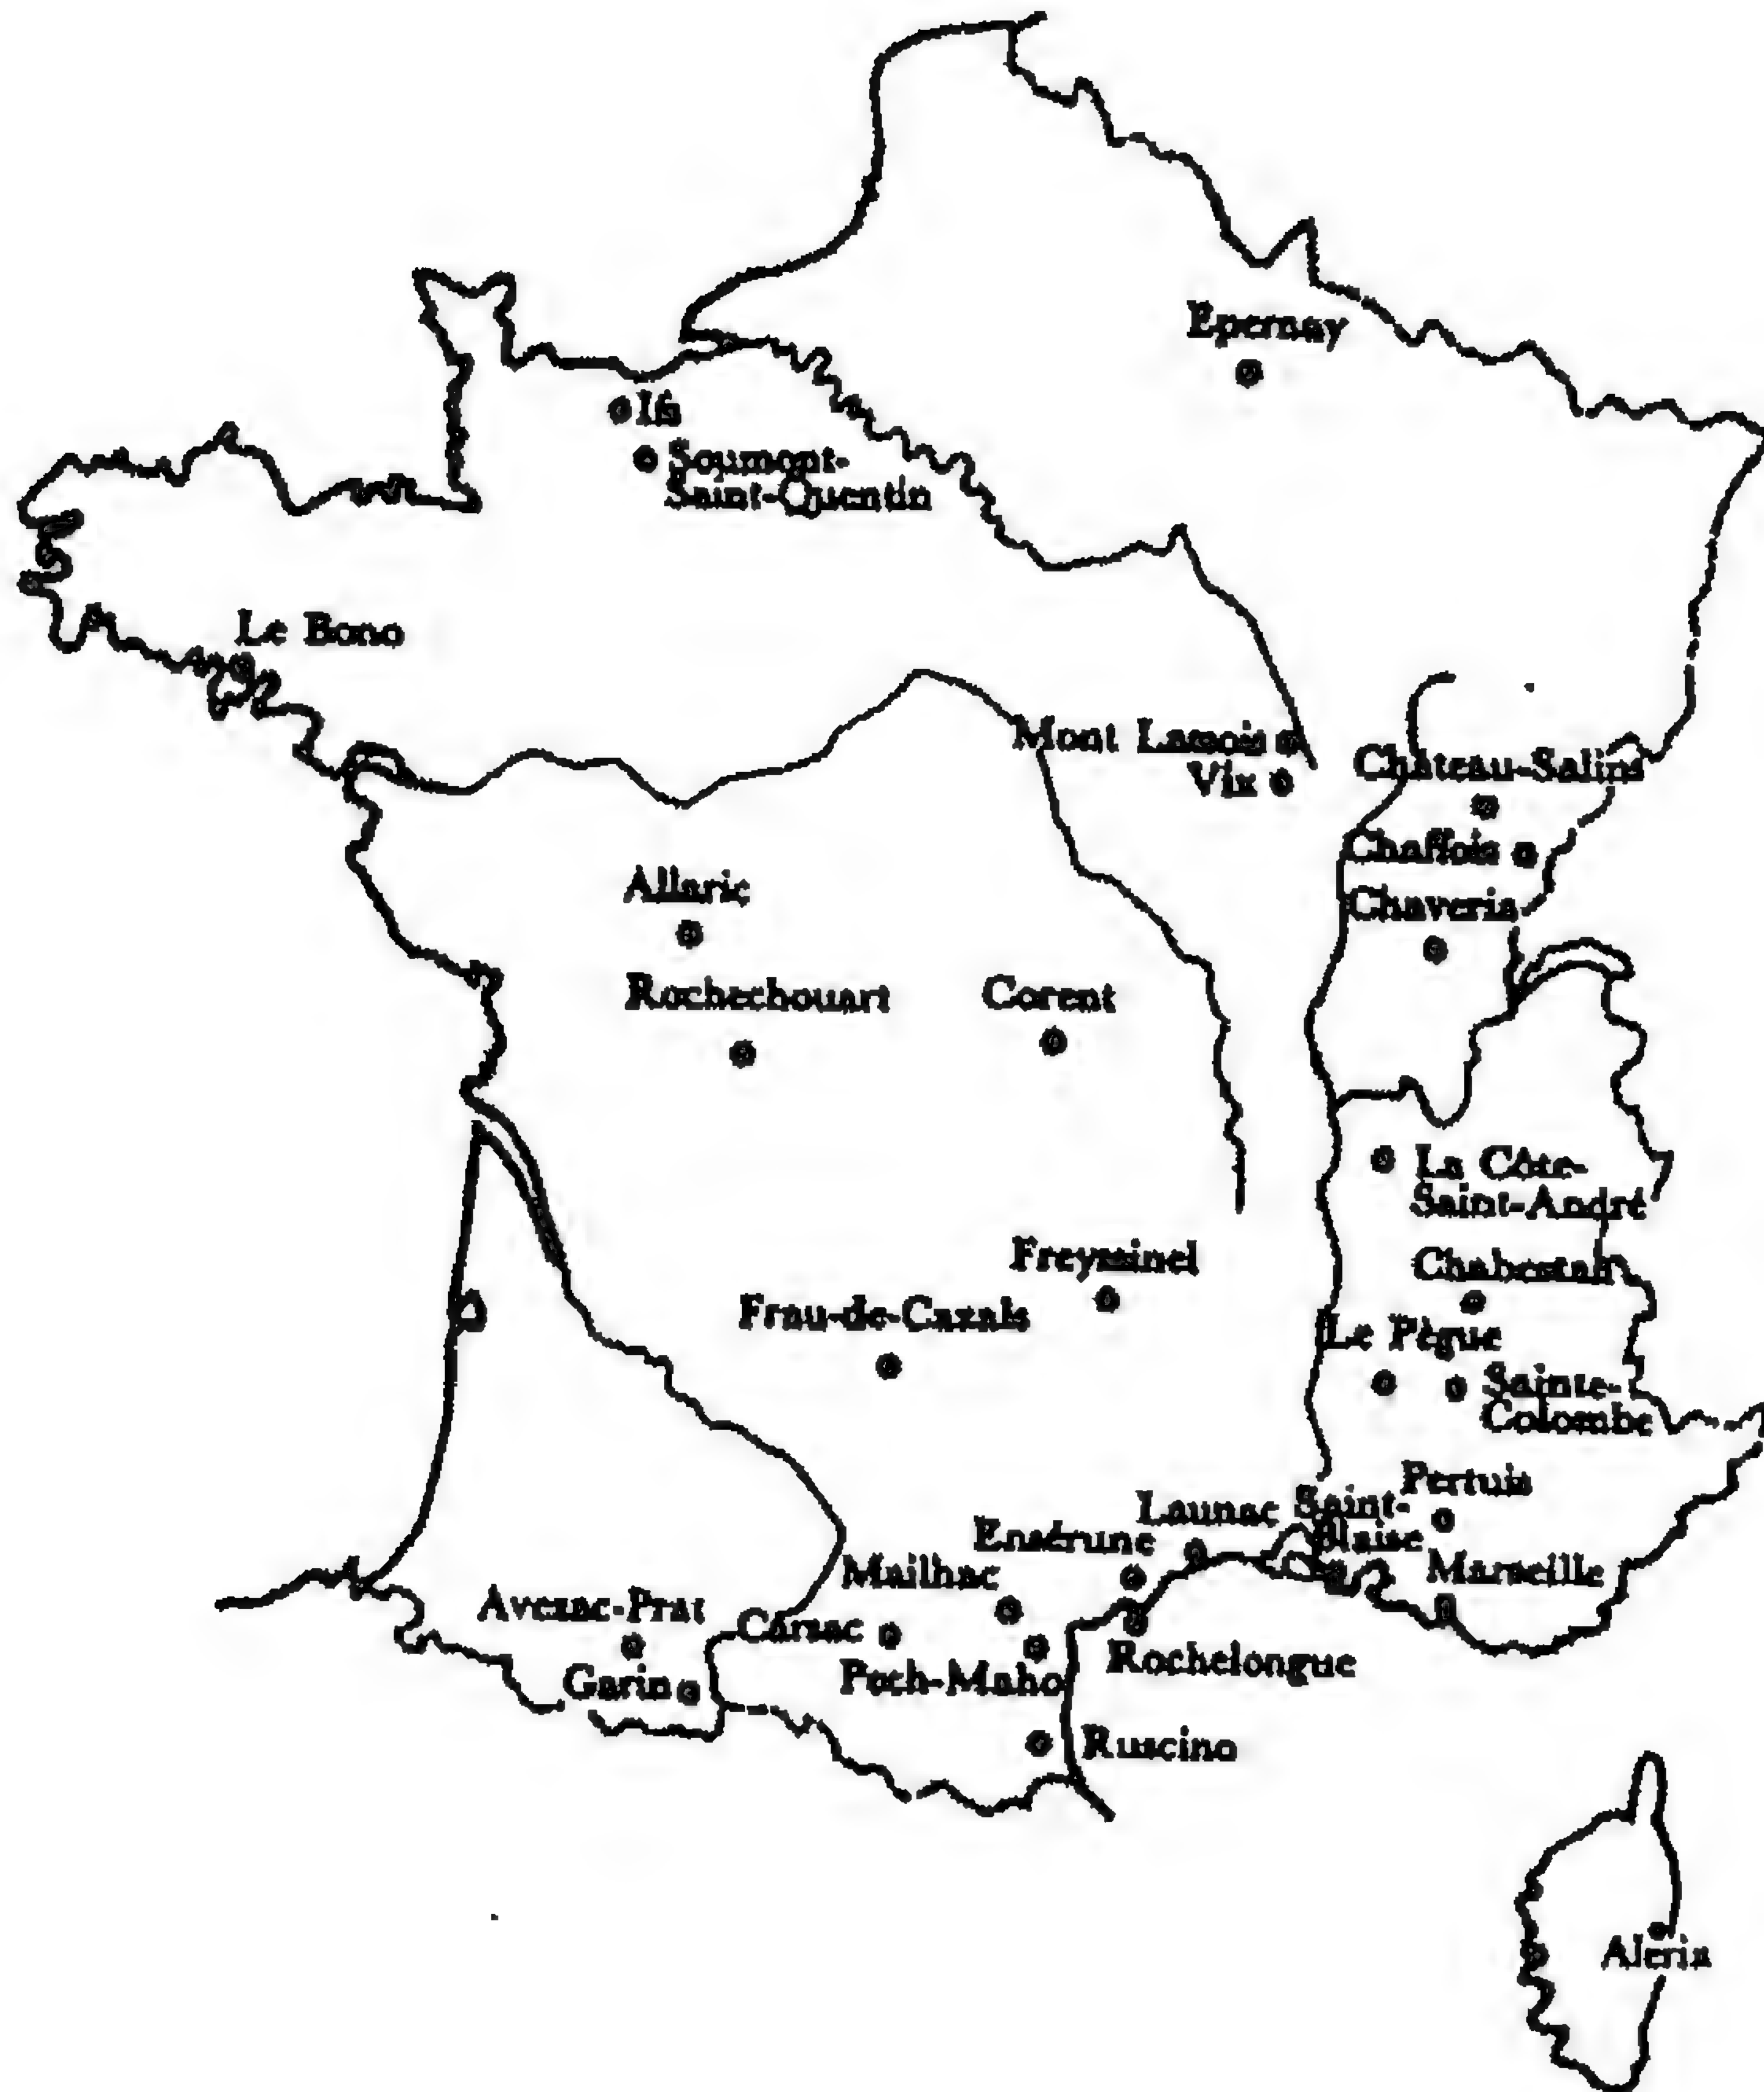 Epernay
Ifs
Soumont-
Saint-Quentin
Le Bono
Mont Lassois
Vix
Château-Salins
Chaffois
Chaveria
Allaric
Rochechouart
Corent
La Côte-
Saint-André
Chabestan
Freyssinel
Frau-de-Cazals
Le Pègue
Sainte-
Colombe
Pertuis
Launac
Saint-
Blaise
Ensérune
Marseille
Mailhac
Avezac-Prat
Carsac
Rochelongue
Pech-Maho
Garin
Ruscino
Aleria